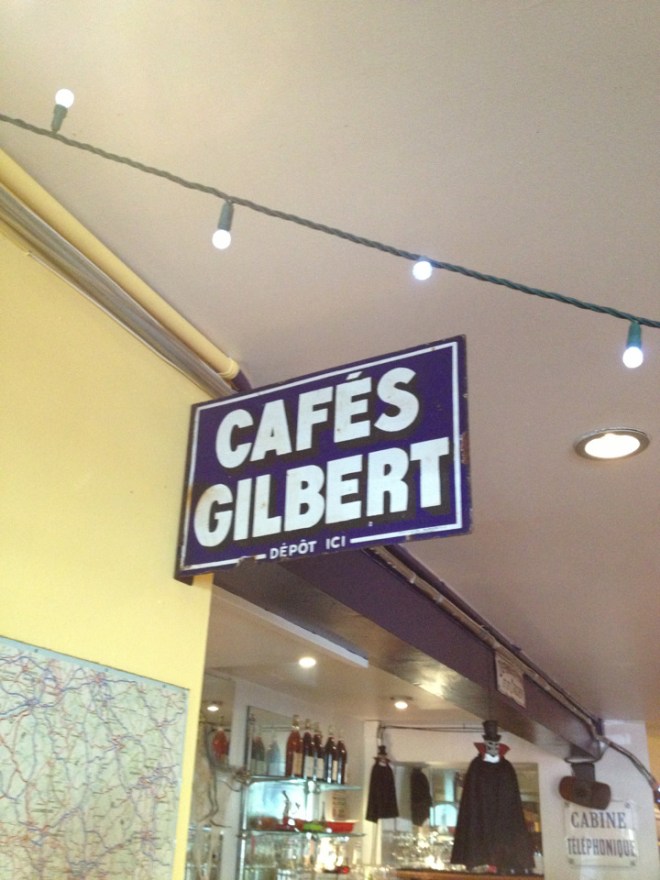 CAFÉS
GILBERT
DÉPÔT ICI
CABINE
TÉLÉPHONIQUE